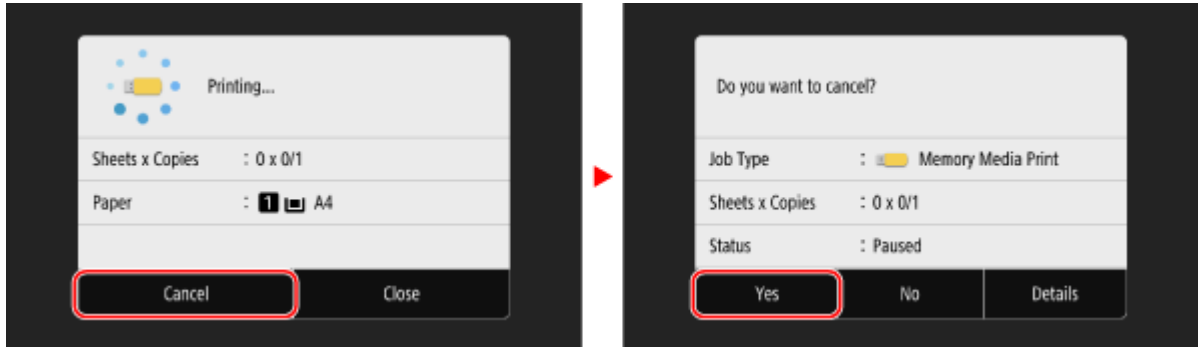 Printing...
Sheets x Copies : 0 x 0/1
Paper : 1 A4
Cancel Close
Do you want to cancel?
Job Type : Memory Media Print
Sheets x Copies : 0 x 0/1
Status : Paused
Yes No Details